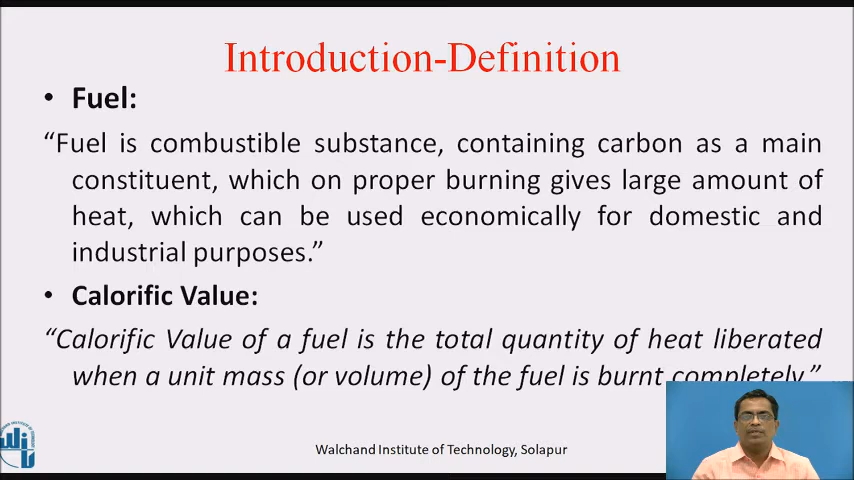 Introduction-Definition
• Fuel:
“Fuel is combustible substance, containing carbon as a main
constituent, which on proper burning gives large amount of
heat, which can be used economically for domestic and
industrial purposes.”
• Calorific Value:
“Calorific Value of a fuel is the total quantity of heat liberated
when a unit mass (or volume) of the fuel is burnt completely.”
Walchand Institute of Technology, Solapur